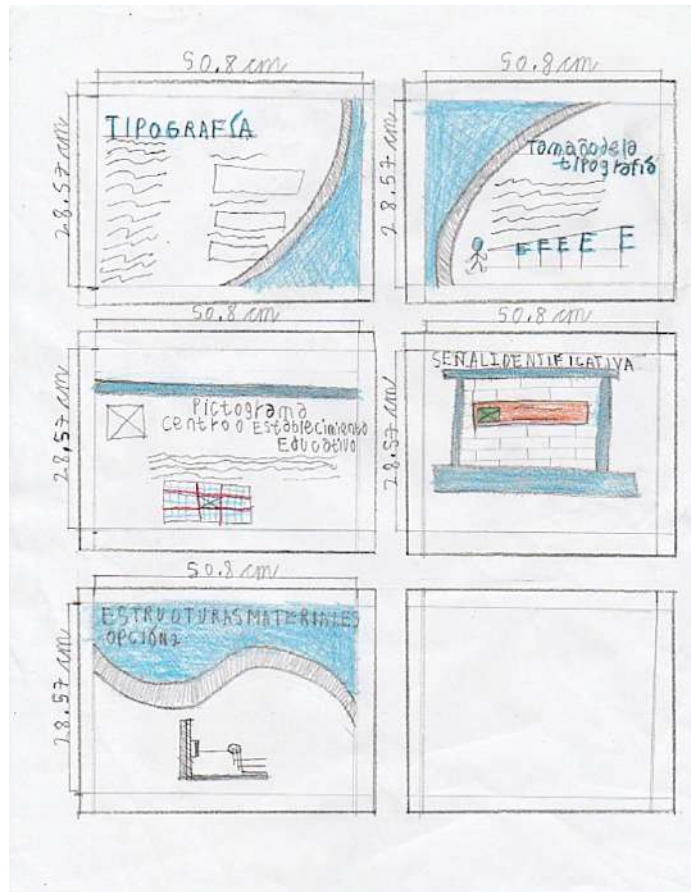 50.8 cm
28.57 cm
TIPOGRAFÍA
50.8 cm
28.57 cm
Tamaño de la
tipografía
E E E E E
50.8 cm
28.57 cm
Pictograma
Centro o Establecimiento
Educativo
50.8 cm
28.57 cm
SEÑAL IDENTIFICATIVA
50.8 cm
28.57 cm
ESTRUCTURAS MATERIALES
OPCIÓN 2